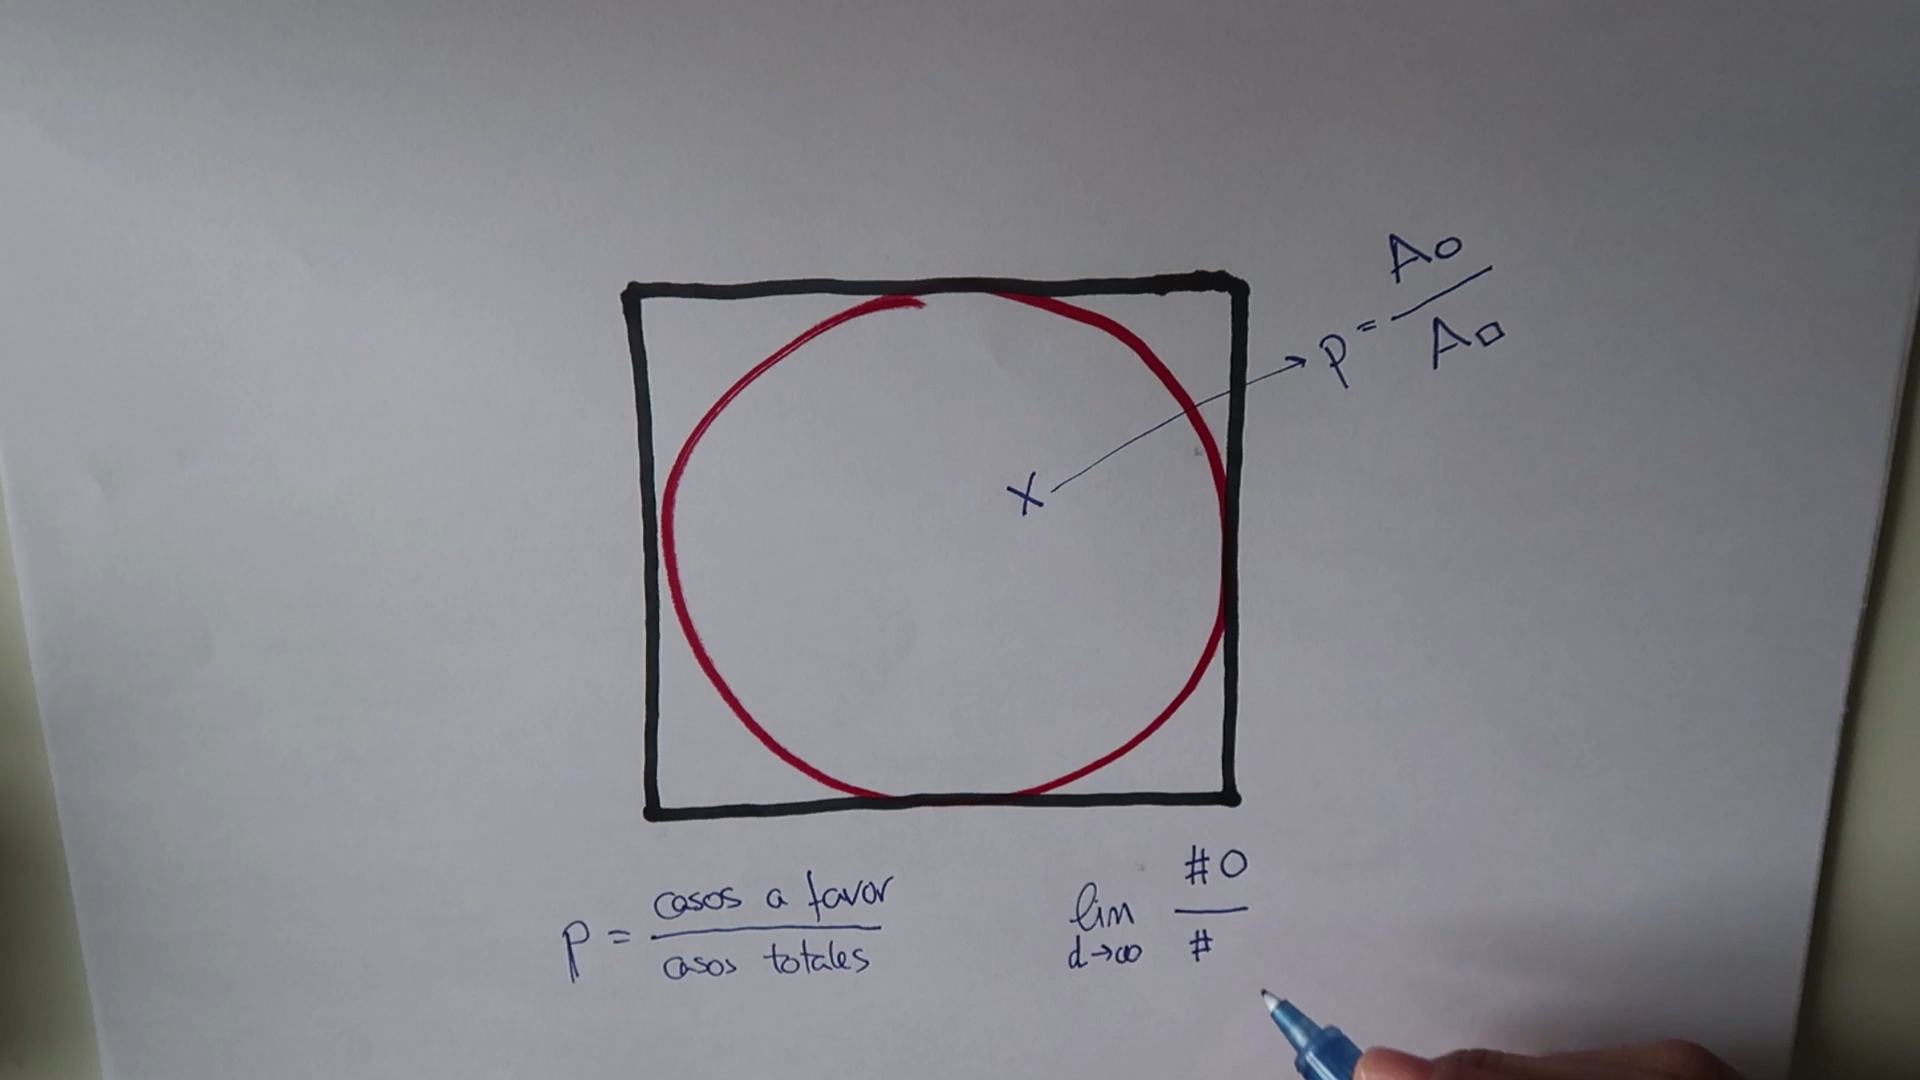 X
p = A○ / A□
p = casos a favor / casos totales
lim d→∞ #○ / #